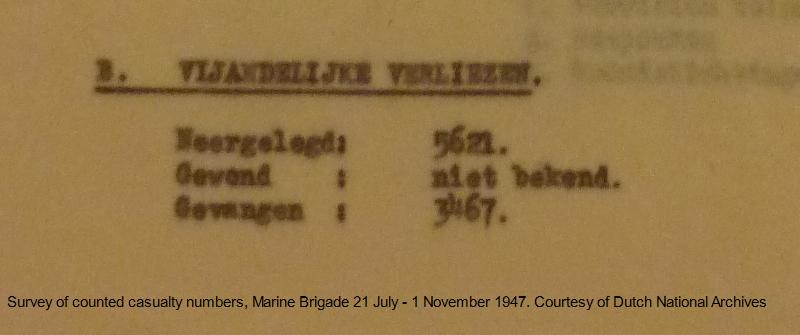 B. VIJANDELIJKE VERLIEZEN.
Neergelegd: 5621.
Gewond : niet bekend.
Gevangen : 3467.
Survey of counted casualty numbers, Marine Brigade 21 July - 1 November 1947. Courtesy of Dutch National Archives